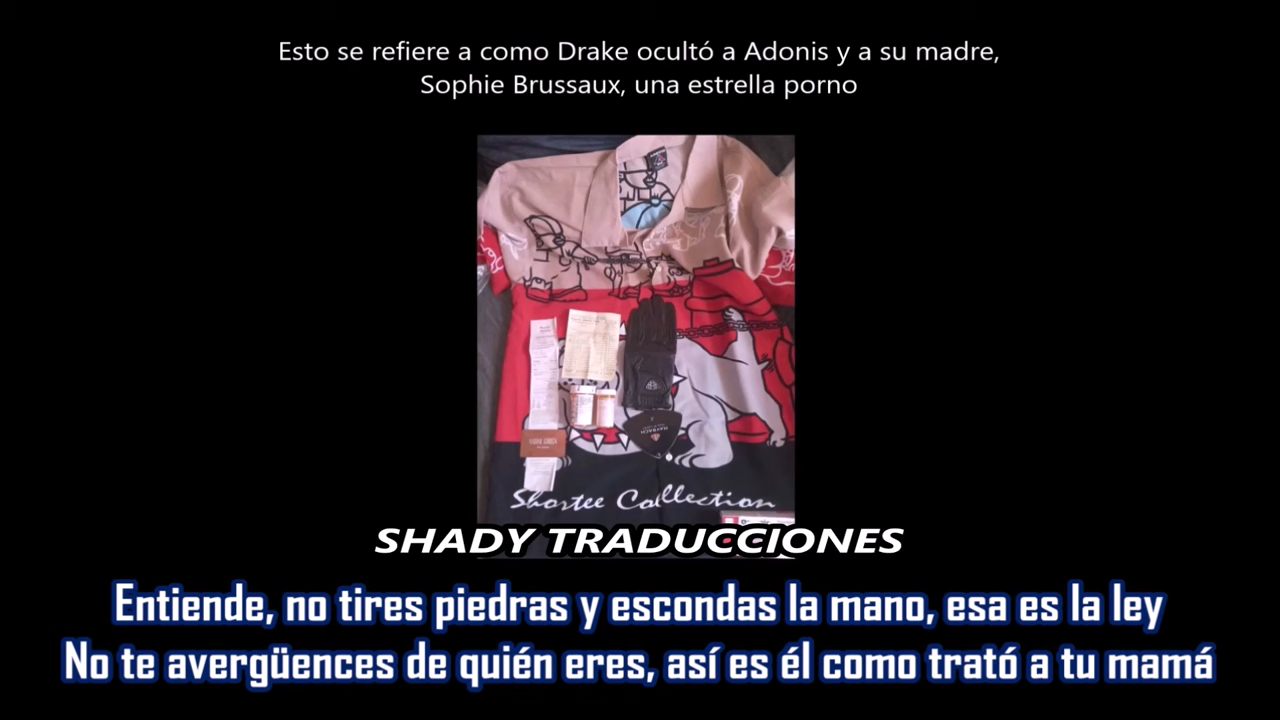 Esto se refiere a como Drake ocultó a Adonis y a su madre,
Sophie Brussaux, una estrella porno
MAYBACH
Shortee Collection
SHADY TRADUCCIONES
Entiende, no tires piedras y escondas la mano, esa es la ley
No te avergüences de quién eres, así es él como trató a tu mamá